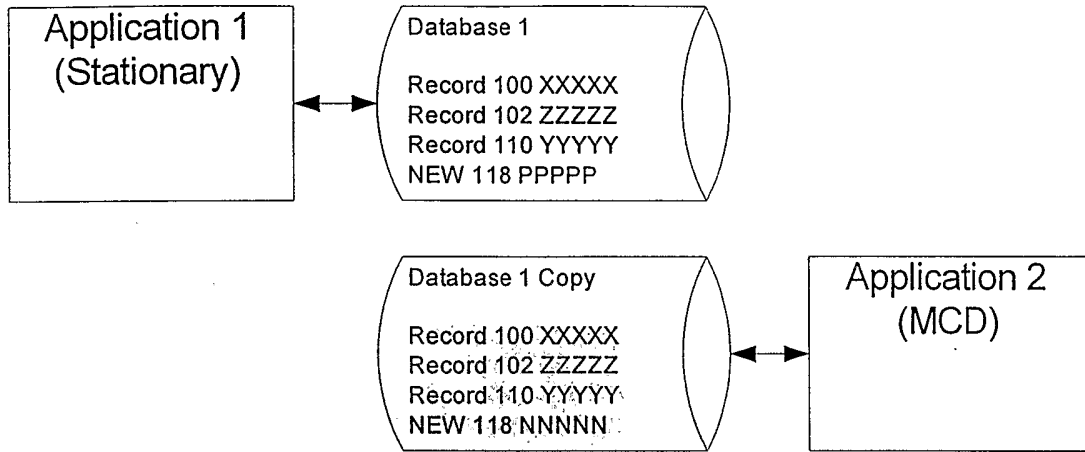 Application 1
(Stationary)
Database 1
Record 100 XXXXX
Record 102 ZZZZZ
Record 110 YYYYY
NEW 118 PPPPP
Database 1 Copy
Record 100 XXXXX
Record 102 ZZZZZ
Record 110 YYYYY
NEW 118 NNNNN
Application 2
(MCD)